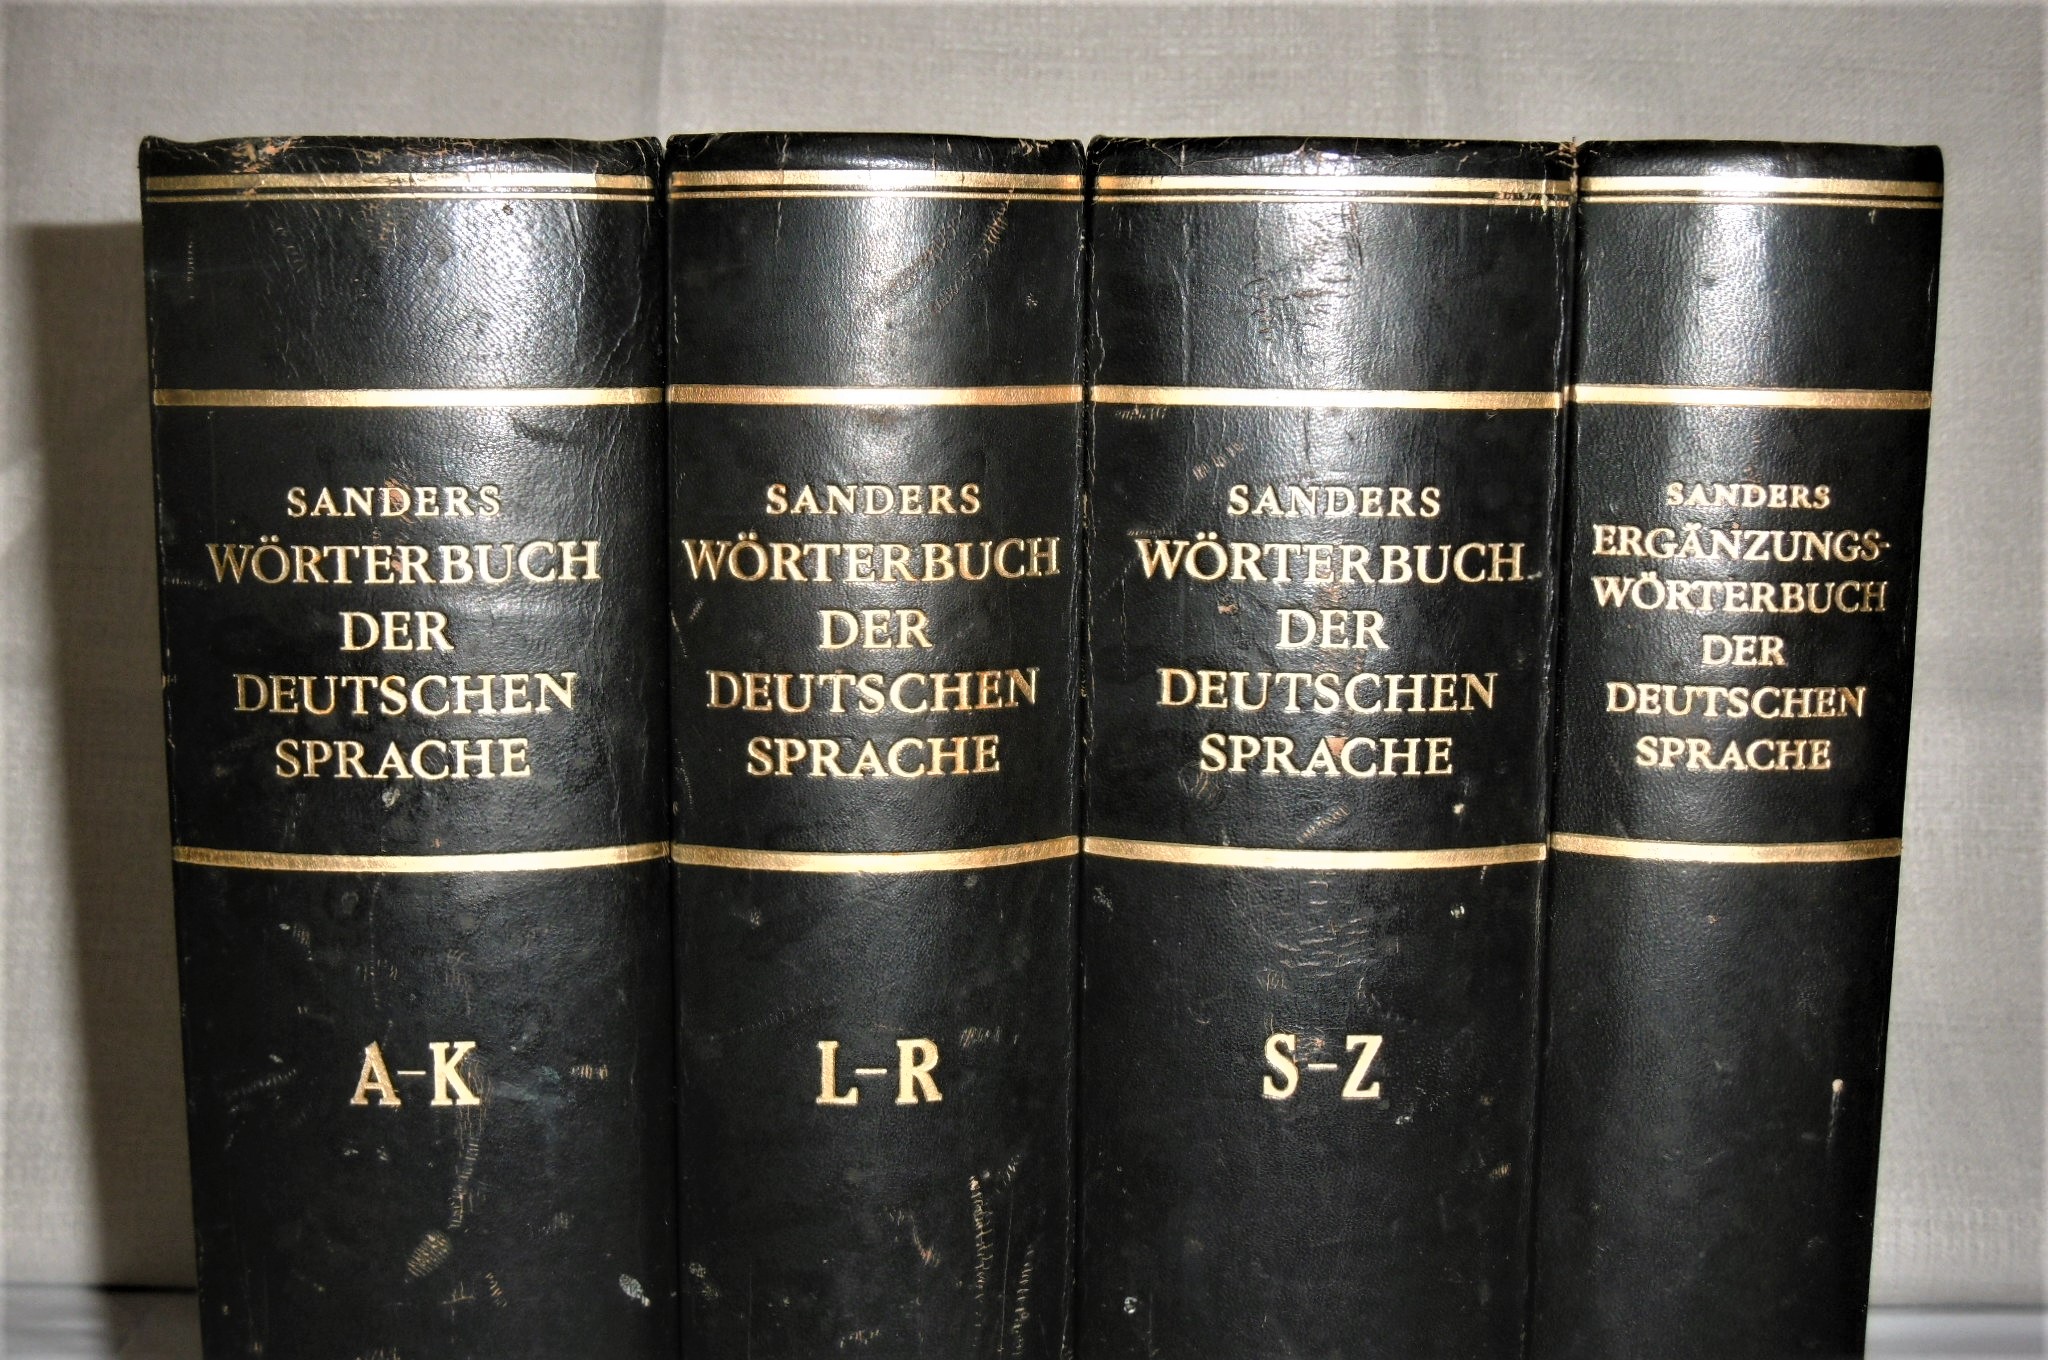 SANDERS
WÖRTERBUCH
DER
DEUTSCHEN
SPRACHE
A-K
SANDERS
WÖRTERBUCH
DER
DEUTSCHEN
SPRACHE
L-R
SANDERS
WÖRTERBUCH
DER
DEUTSCHEN
SPRACHE
S-Z
SANDERS
ERGÄNZUNGS-
WÖRTERBUCH
DER
DEUTSCHEN
SPRACHE